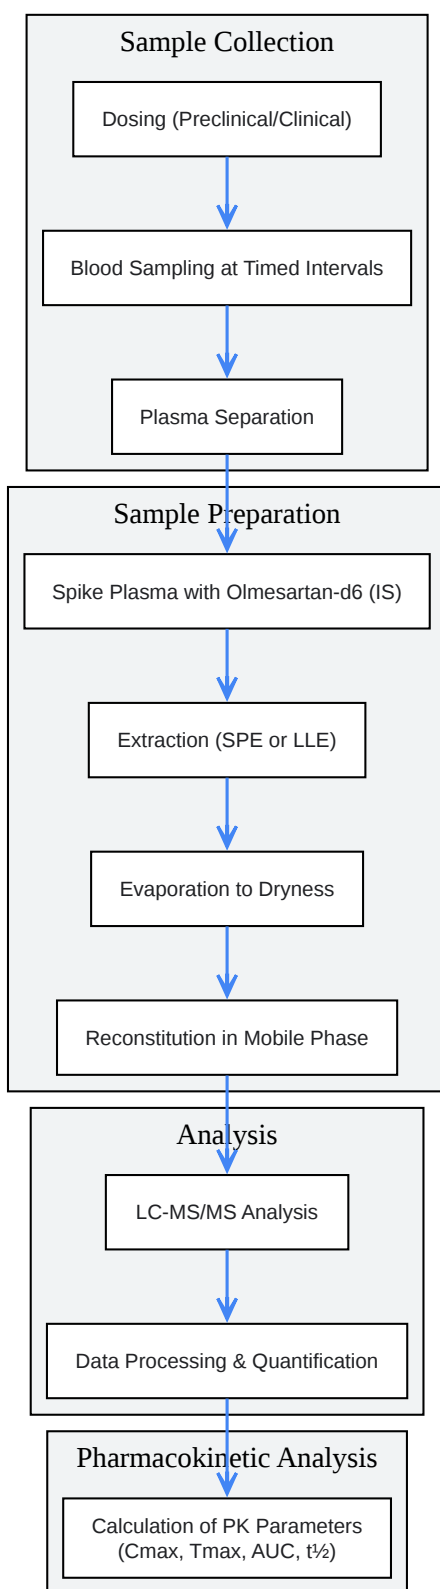 Sample Collection
Dosing (Preclinical/Clinical)
Blood Sampling at Timed Intervals
Plasma Separation
Sample Preparation
Spike Plasma with Olmesartan-d6 (IS)
Extraction (SPE or LLE)
Evaporation to Dryness
Reconstitution in Mobile Phase
Analysis
LC-MS/MS Analysis
Data Processing & Quantification
Pharmacokinetic Analysis
Calculation of PK Parameters
(Cmax, Tmax, AUC, t½)